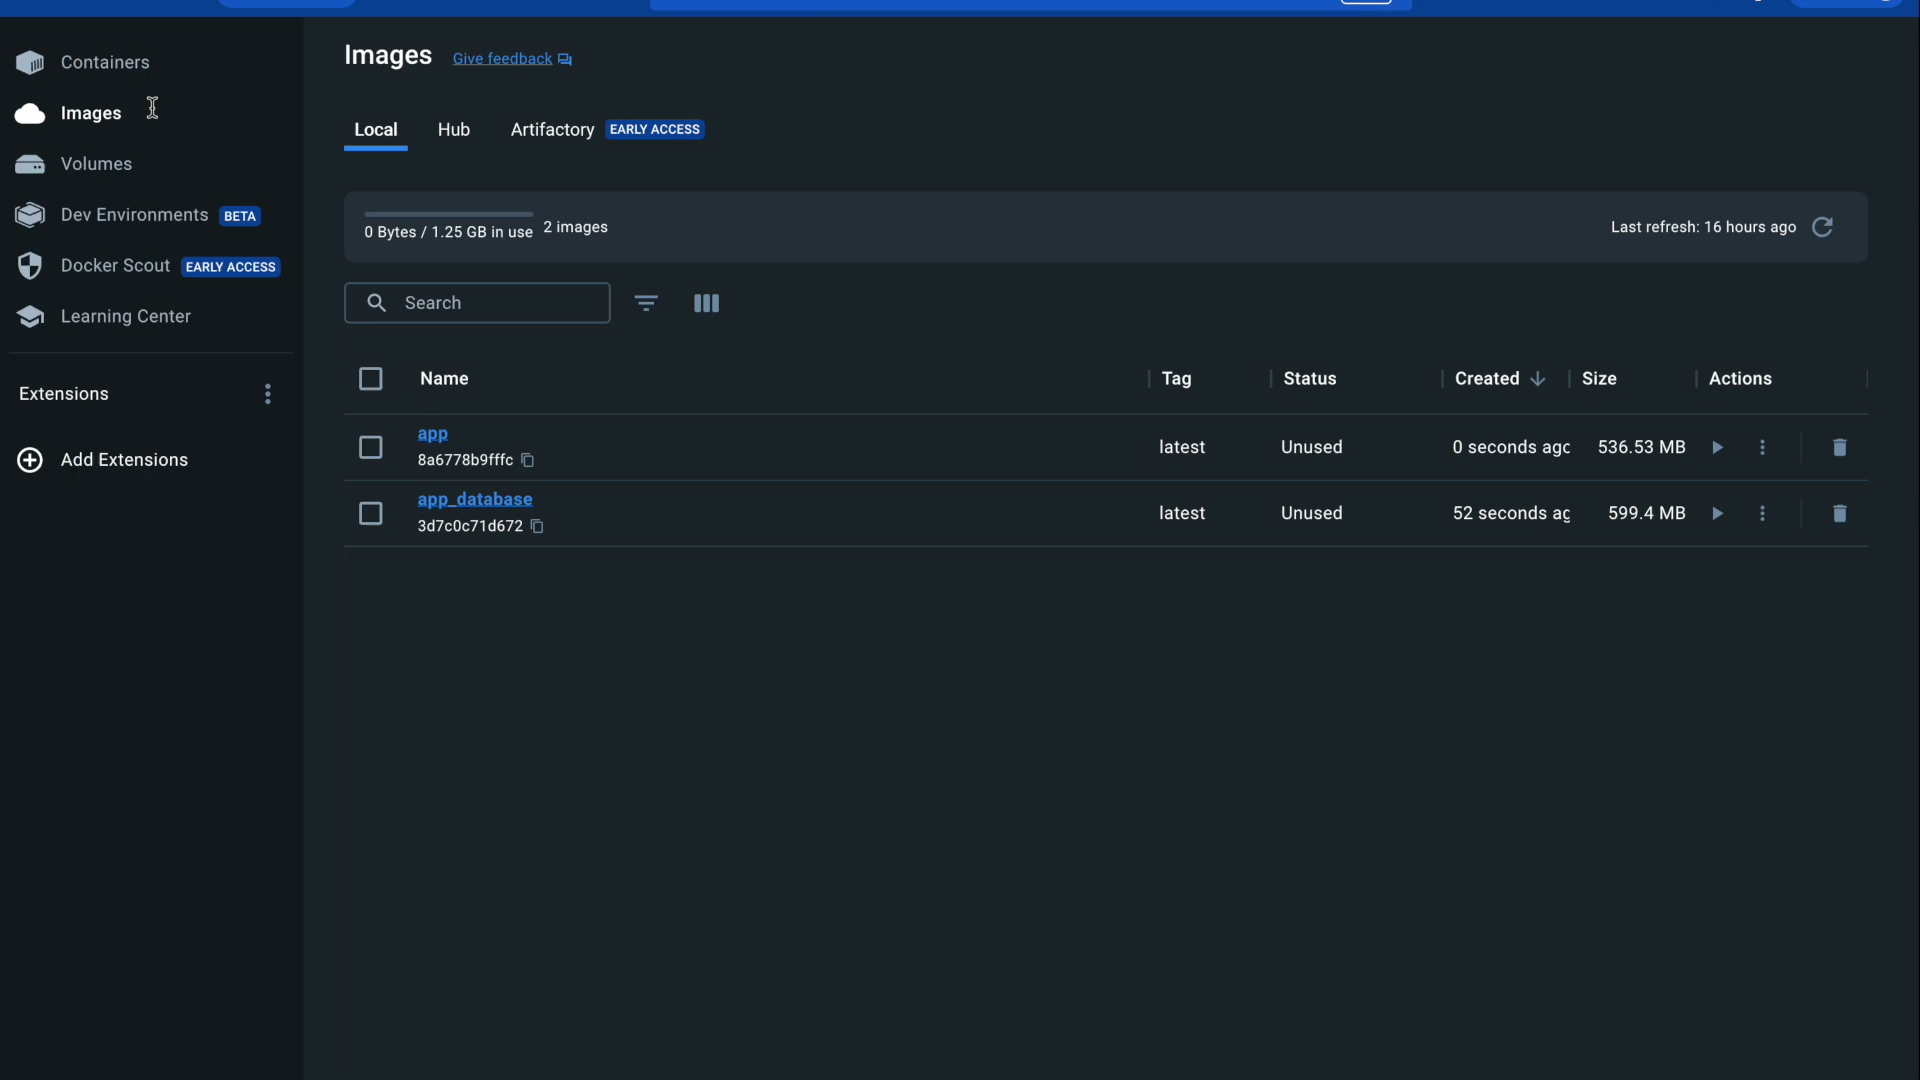 Containers
Images
Volumes
Dev Environments BETA
Docker Scout EARLY ACCESS
Learning Center
Extensions
Add Extensions
Images Give feedback
Local Hub Artifactory EARLY ACCESS
0 Bytes / 1.25 GB in use 2 images Last refresh: 16 hours ago
Search
Name Tag Status Created Size Actions
app
8a6778b9fffc
latest Unused 0 seconds ago 536.53 MB
app_database
3d7c0c71d672
latest Unused 52 seconds ag 599.4 MB